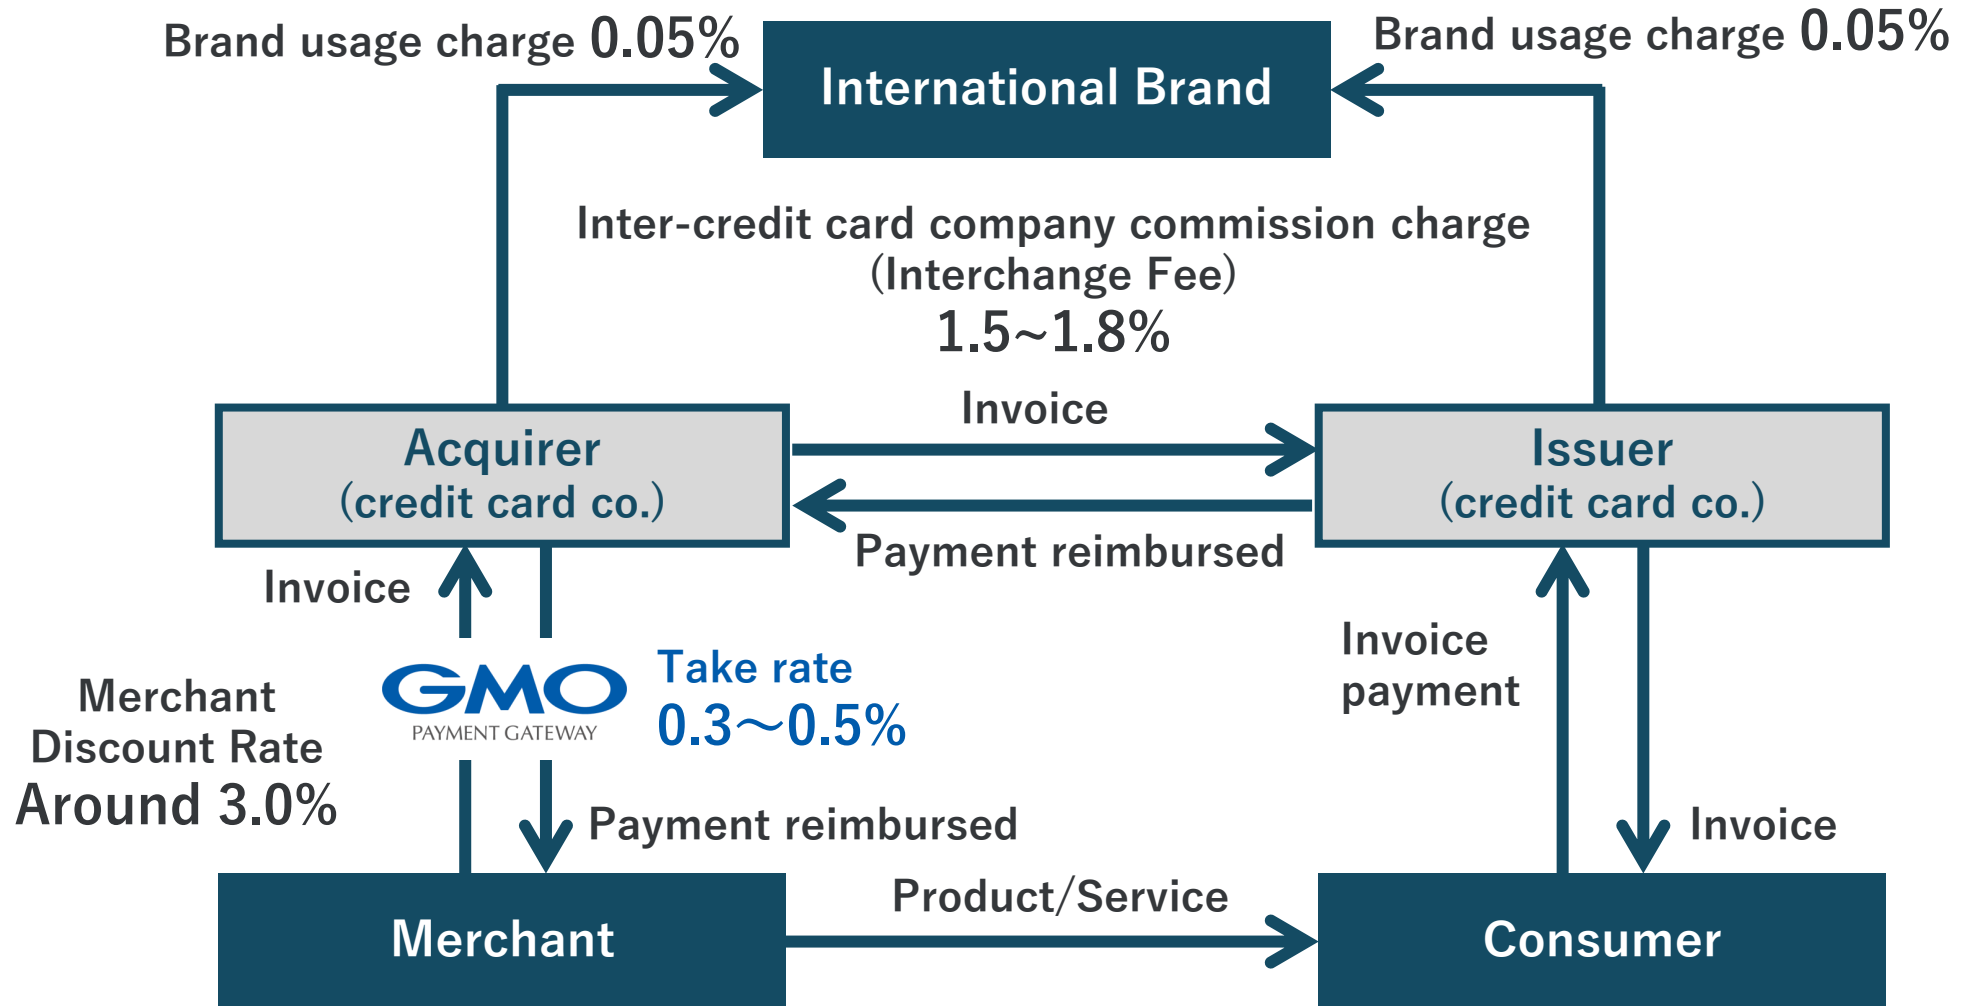 Brand usage charge 0.05%
International Brand
Brand usage charge 0.05%
Inter-credit card company commission charge
(Interchange Fee)
1.5~1.8%
Invoice
Acquirer
(credit card co.)
Issuer
(credit card co.)
Payment reimbursed
Invoice
Merchant
Discount Rate
Around 3.0%
GMO
PAYMENT GATEWAY
Take rate
0.3～0.5%
Invoice
payment
Payment reimbursed
Invoice
Merchant
Product/Service
Consumer